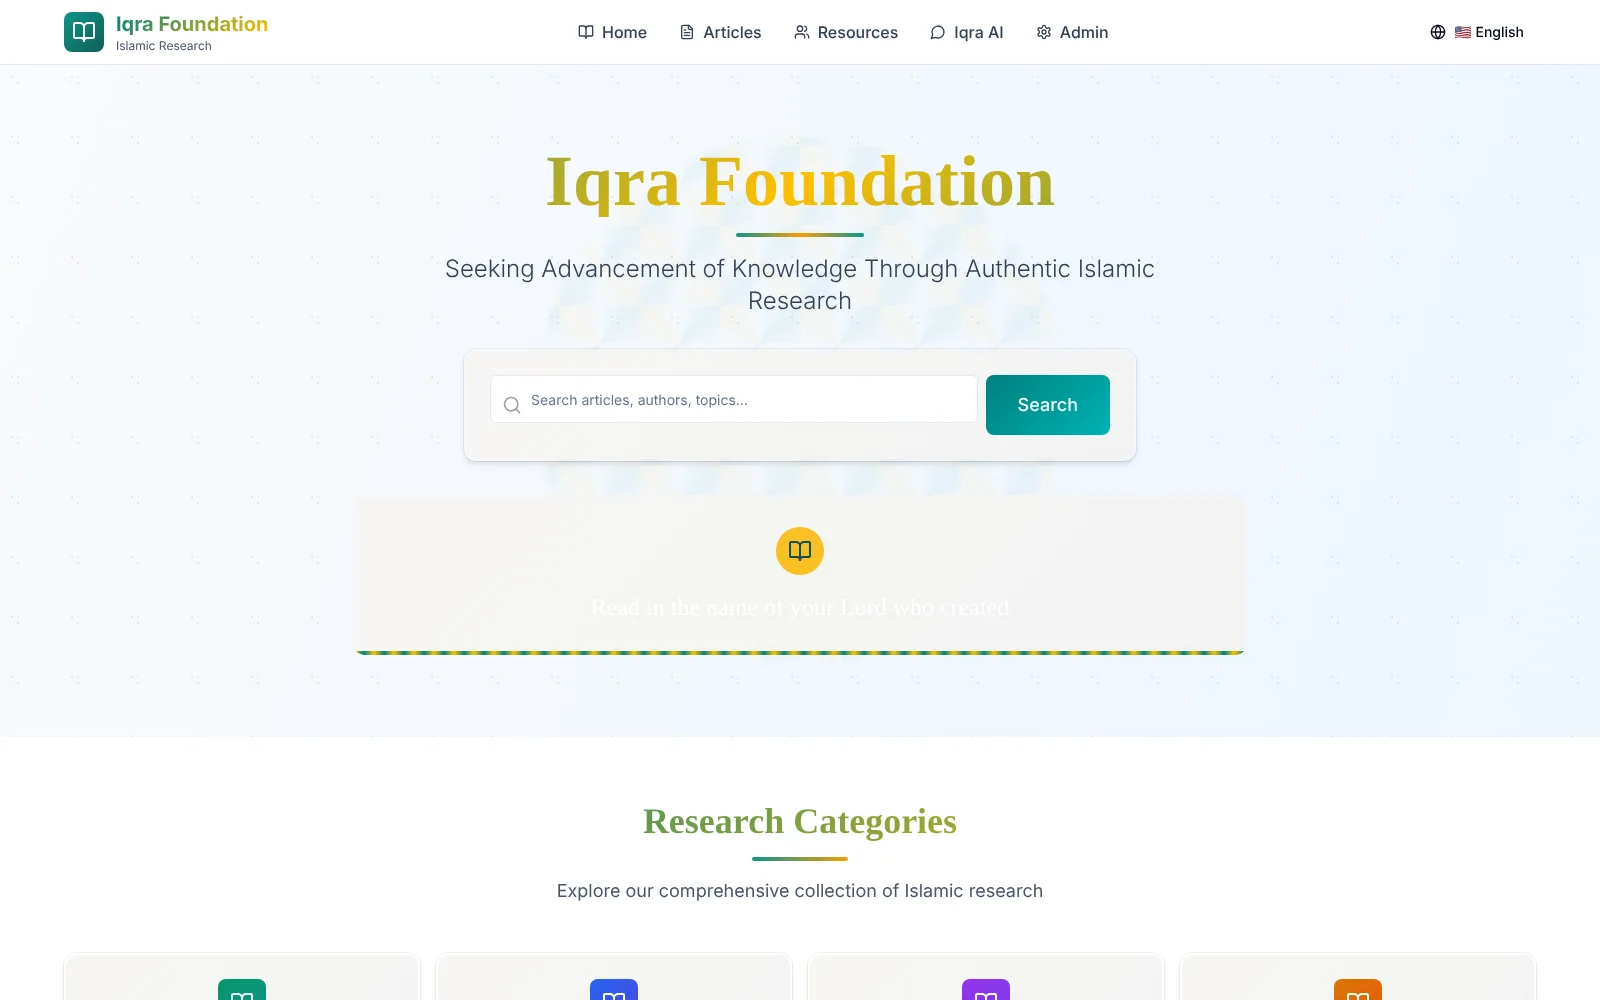 Iqra Foundation
Islamic Research
Home
Articles
Resources
Iqra AI
Admin
🇺🇸 English
Iqra Foundation
Seeking Advancement of Knowledge Through Authentic Islamic
Research
Search articles, authors, topics...
Search
Read in the name of your Lord who created
Research Categories
Explore our comprehensive collection of Islamic research